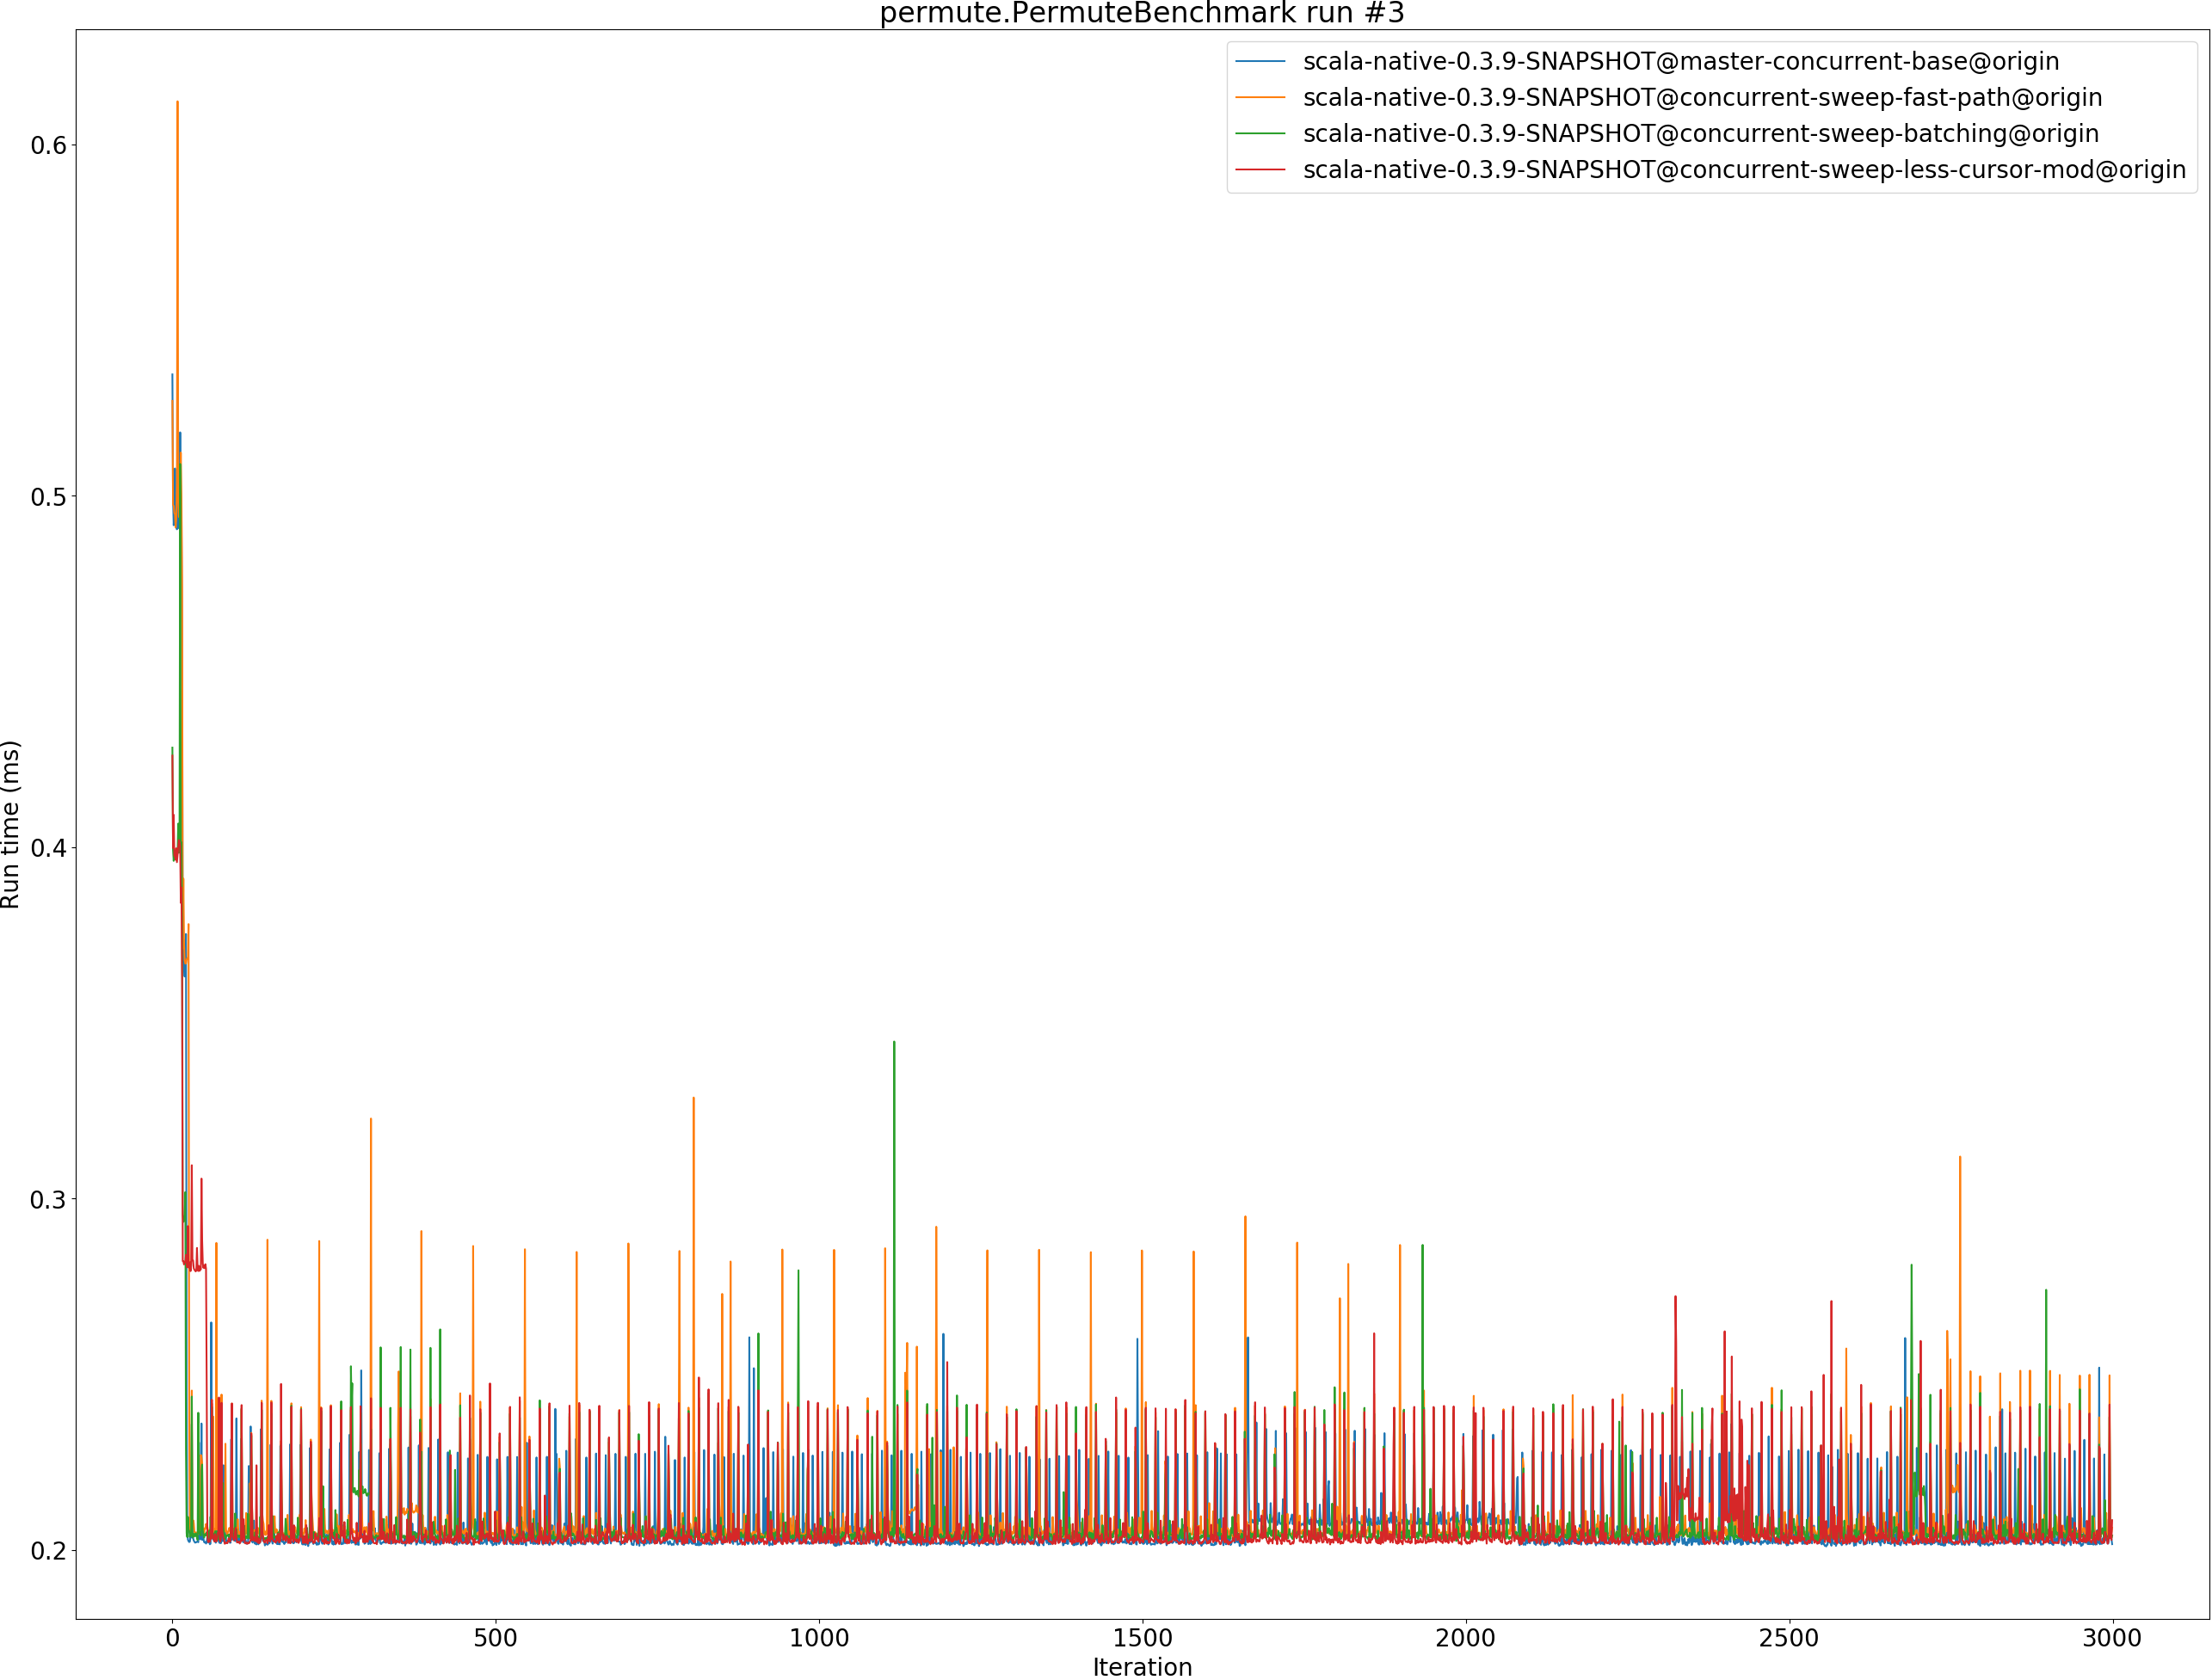 permute.PermuteBenchmark run #3
scala-native-0.3.9-SNAPSHOT@master-concurrent-base@origin
scala-native-0.3.9-SNAPSHOT@concurrent-sweep-fast-path@origin
scala-native-0.3.9-SNAPSHOT@concurrent-sweep-batching@origin
scala-native-0.3.9-SNAPSHOT@concurrent-sweep-less-cursor-mod@origin
0.6
0.5
0.4
0.3
0.2
Run time (ms)
0 500 1000 1500 2000 2500 3000
Iteration